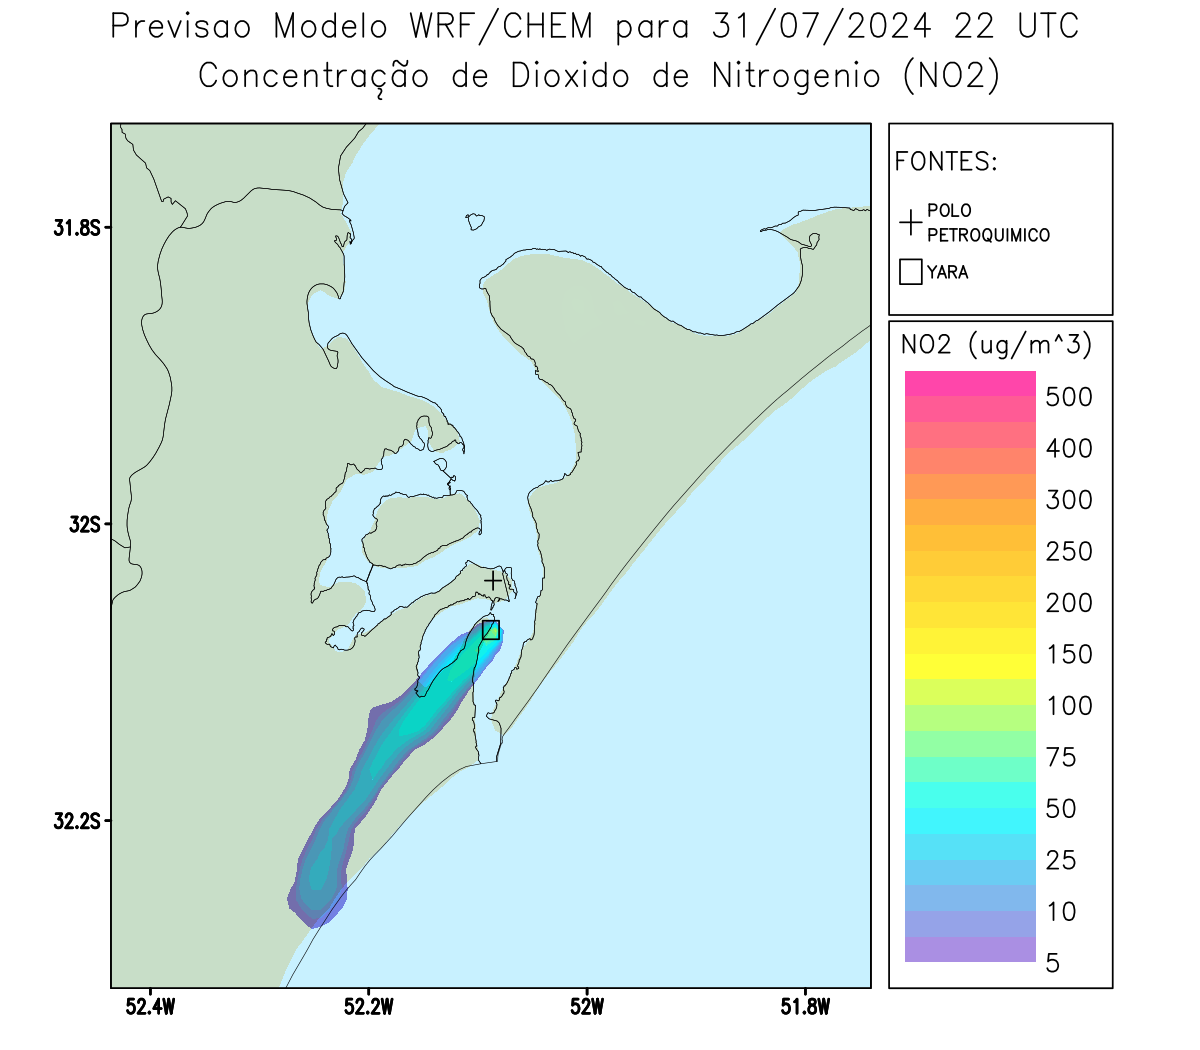 Previsao Modelo WRF/CHEM para 31/07/2024 22 UTC
Concentração de Dioxido de Nitrogenio (NO2)
FONTES:
POLO
PETROQUIMICO
YARA
NO2 (ug/m^3)
500
400
300
250
200
150
100
75
50
25
10
5
31.8S
32S
32.2S
52.4W
52.2W
52W
51.8W